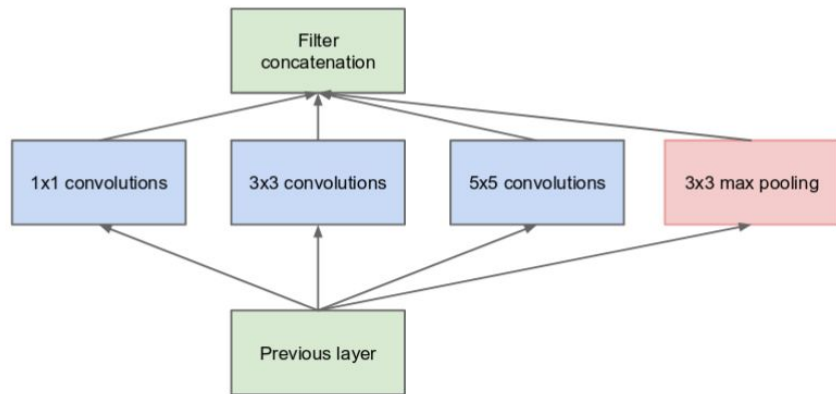 Filter
concatenation
1x1 convolutions
3x3 convolutions
5x5 convolutions
3x3 max pooling
Previous layer